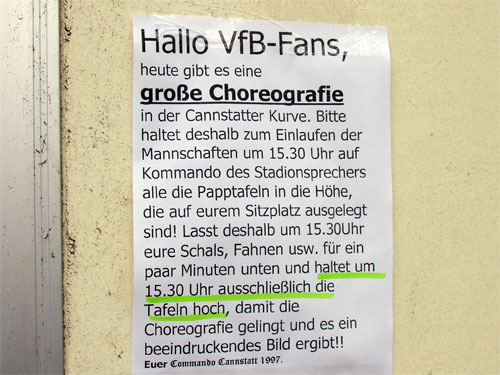 Hallo VfB-Fans,
heute gibt es eine
große Choreografie
in der Cannstatter Kurve. Bitte
haltet deshalb zum Einlaufen der
Mannschaften um 15.30 Uhr auf
Kommando des Stadionsprechers
alle die Papptafeln in die Höhe,
die auf eurem Sitzplatz ausgelegt
sind! Lasst deshalb um 15.30Uhr
eure Schals, Fahnen usw. für ein
paar Minuten unten und haltet um
15.30 Uhr ausschließlich die
Tafeln hoch, damit die
Choreografie gelingt und es ein
beeindruckendes Bild ergibt!!
Euer Commando Cannstatt 1997.